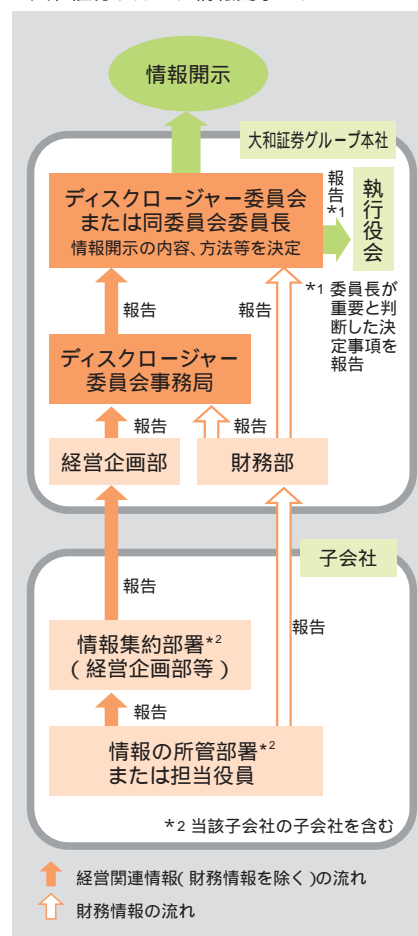 情報開示
大和証券グループ本社
ディスクロージャー委員会
または同委員会委員長
情報開示の内容、方法等を決定
報告
*1
執行役会
*1 委員長が
重要と判
断した決
定事項を
報告
報告
報告
ディスクロージャー
委員会事務局
報告
報告
経営企画部
財務部
子会社
報告
報告
情報集約部署*2
(経営企画部等)
報告
情報の所管部署*2
または担当役員
*2 当該子会社の子会社を含む
経営関連情報(財務情報を除く)の流れ
財務情報の流れ